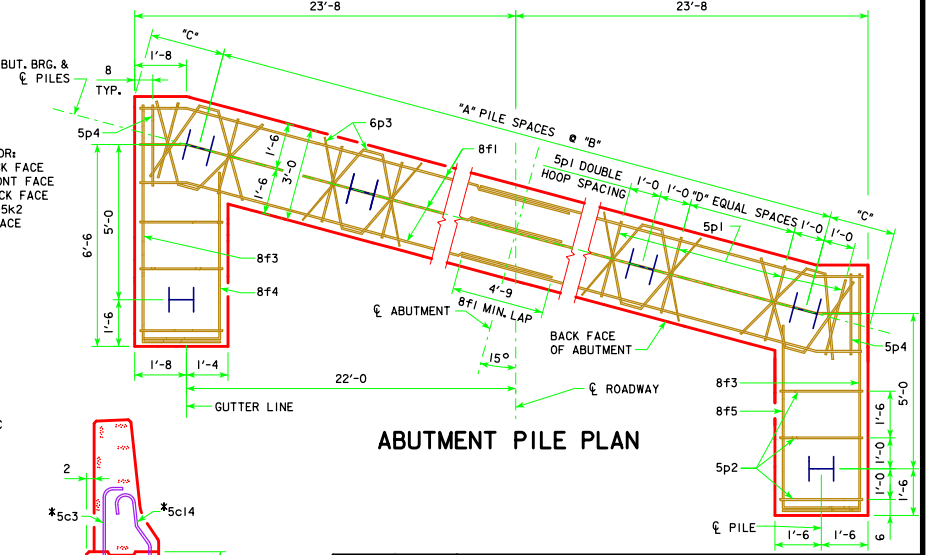 23'-8
23'-8
"C"
1'-8
BUT. BRG. &
℄ PILES
8
TYP.
5p4
OR:
CK FACE
ONT FACE
CK FACE
5k2
ACE
6p3
"A" PILE SPACES @ "B"
8f1
5p1 DOUBLE
HOOP SPACING
1'-0
1'-0
"D" EQUAL SPACES
1'-0
1'-0
"C"
5p1
1'-6
3'-0
1'-6
5'-0
6'-6
1'-6
8f3
8f4
4'-9
8f1 MIN. LAP
℄ ABUTMENT
15°
BACK FACE
OF ABUTMENT
5p4
1'-8
1'-4
22'-0
℄ ROADWAY
GUTTER LINE
8f3
8f5
5p2
5'-0
1'-6
1'-0
1'-0
1'-6
6
ABUTMENT PILE PLAN
℄ PILE
1'-6
1'-6
2
*5c3
*5c14